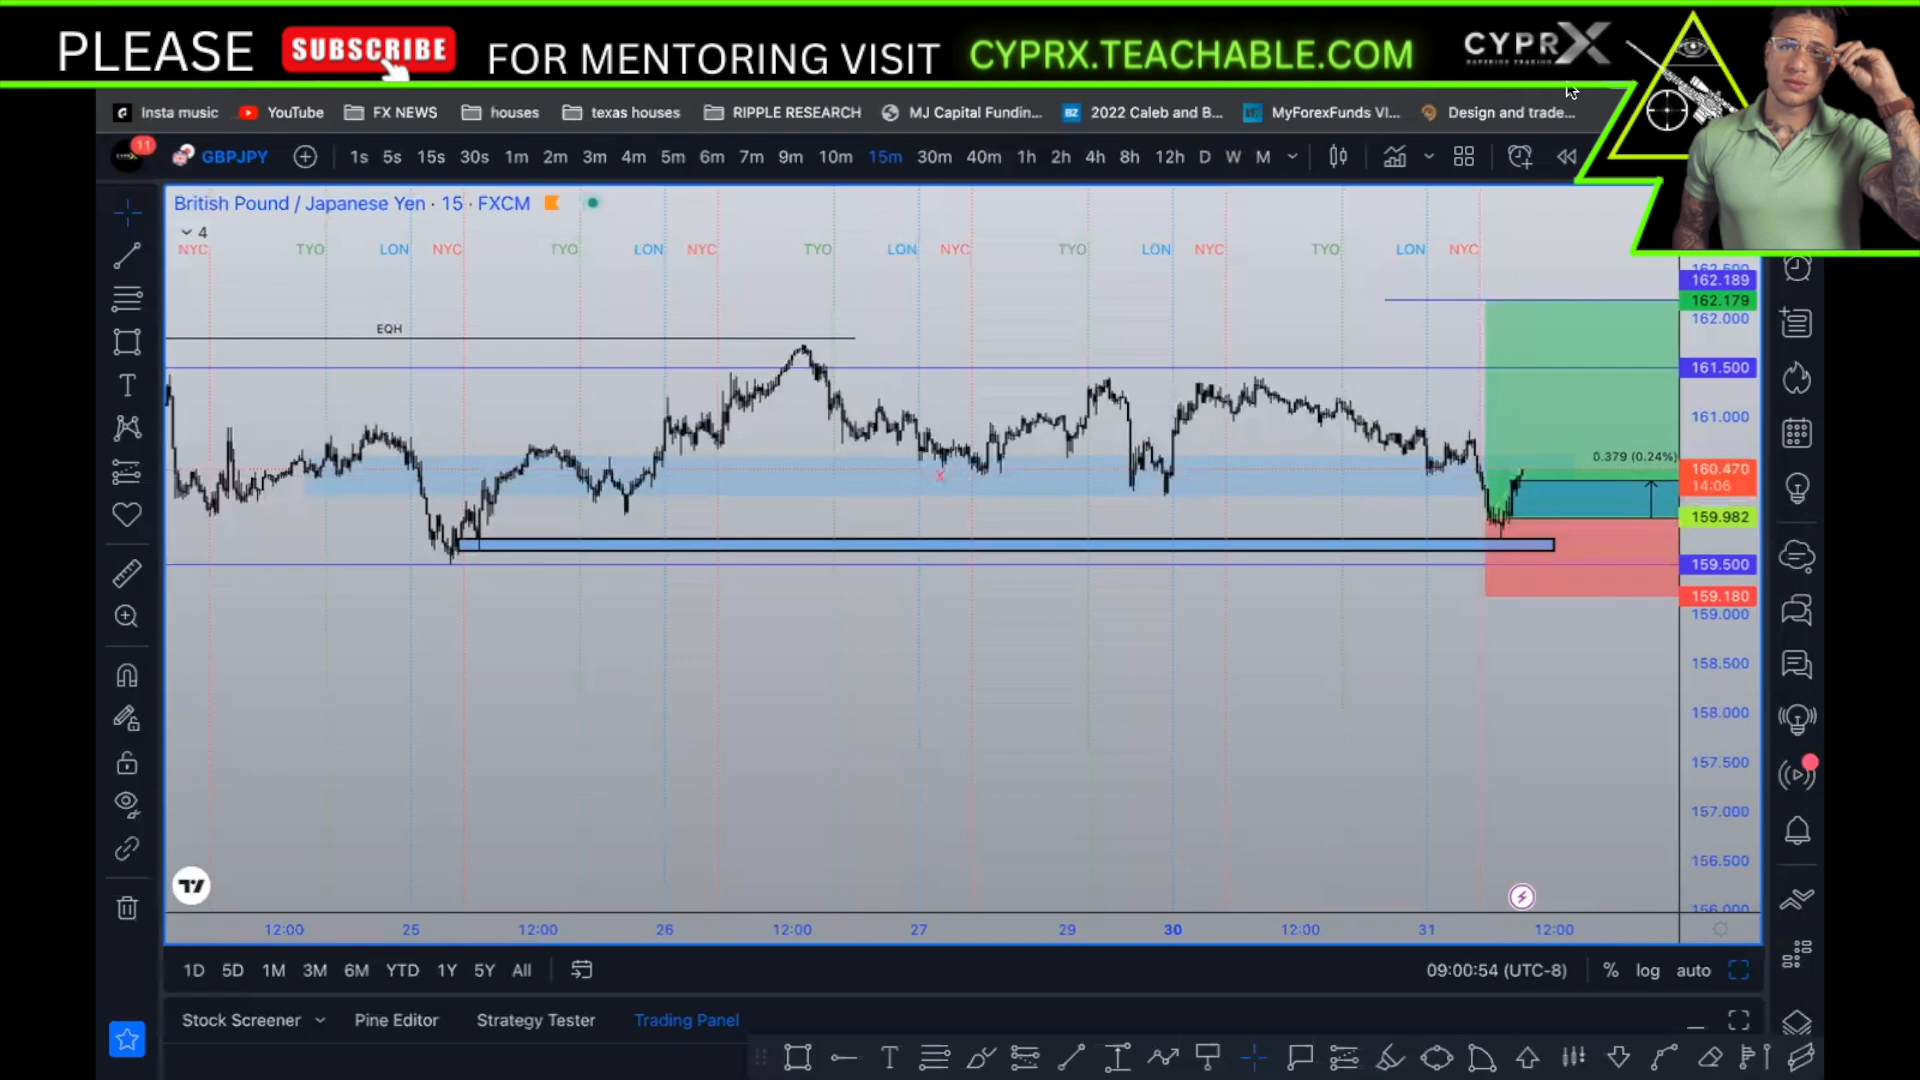 PLEASE SUBSCRIBE FOR MENTORING VISIT CYPRX.TEACHABLE.COM CYPRX
SUPERIOR TRADING
Insta music YouTube FX NEWS houses texas houses RIPPLE RESEARCH MJ Capital Fundin... 2022 Caleb and B... MyForexFunds VI... Design and trade...
11 GBPJPY 1s 5s 15s 30s 1m 2m 3m 4m 5m 6m 7m 9m 10m 15m 30m 40m 1h 2h 4h 8h 12h D W M
British Pound / Japanese Yen · 15 · FXCM
4
NYC TYO LON NYC TYO LON NYC TYO LON NYC TYO LON NYC TYO LON NYC
162.500
162.189
162.179
162.000
EQH
161.500
161.000
0.379 (0.24%)
160.470
14:06
X
159.982
159.500
159.180
159.000
158.500
158.000
157.500
157.000
156.500
156.000
12:00 25 12:00 26 12:00 27 29 30 12:00 31 12:00
1D 5D 1M 3M 6M YTD 1Y 5Y All 09:00:54 (UTC-8) % log auto
Stock Screener Pine Editor Strategy Tester Trading Panel